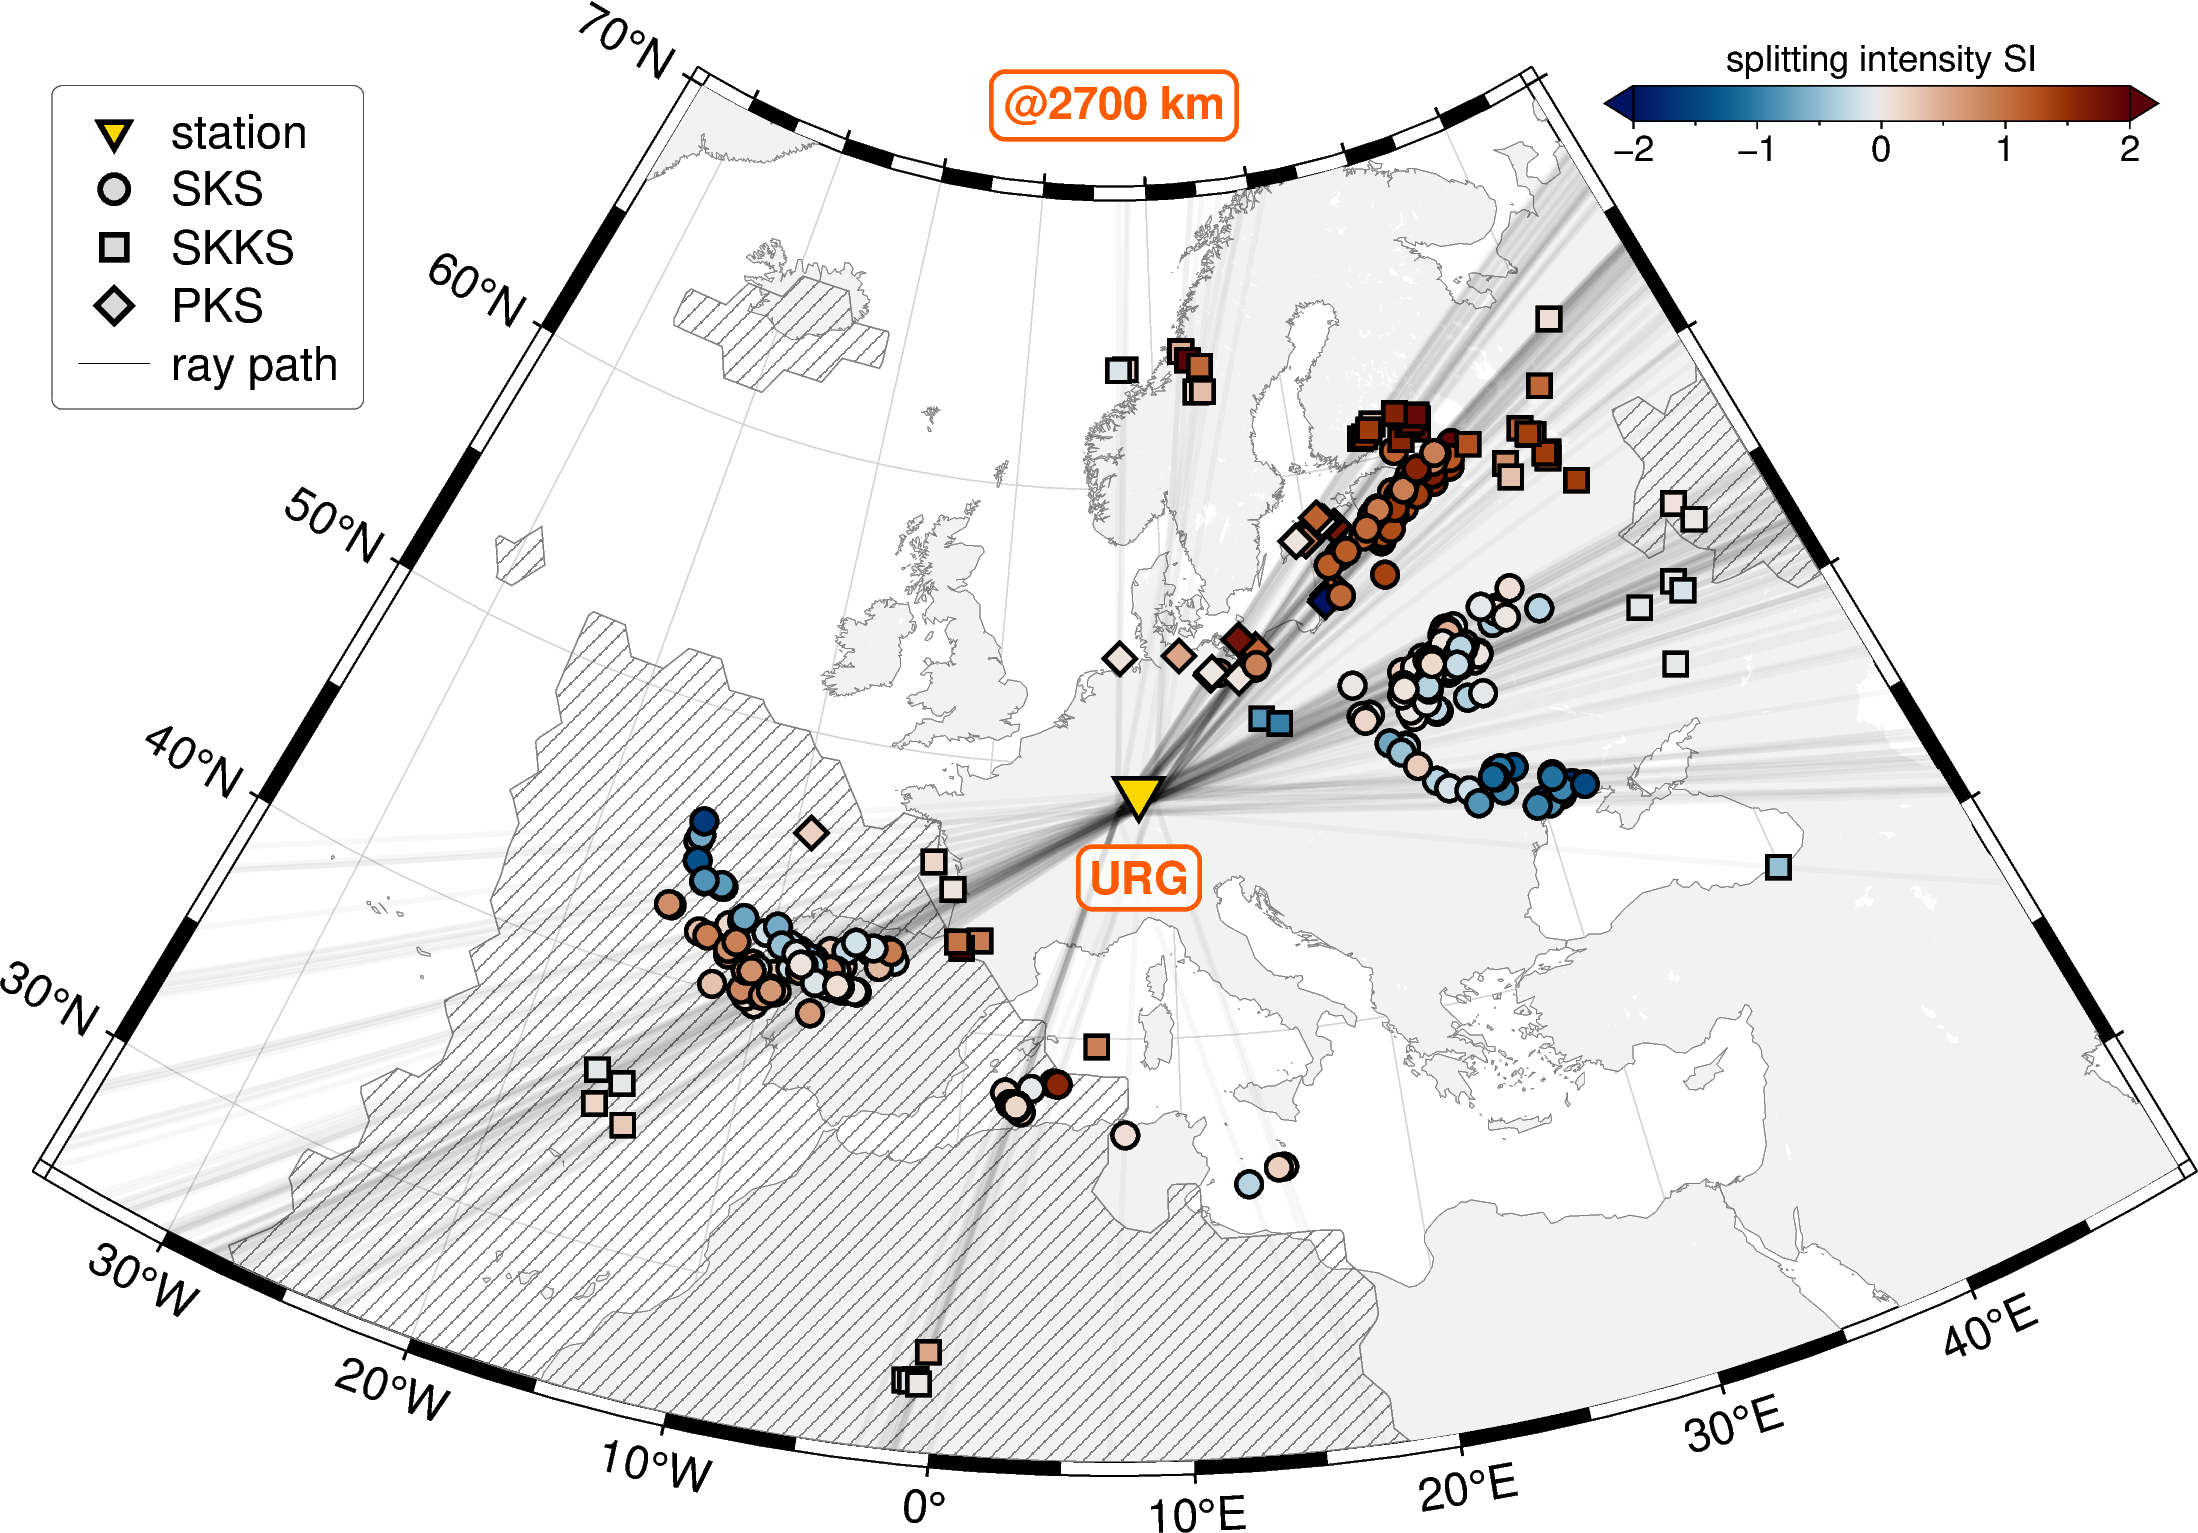 70°N
@2700 km
splitting intensity SI
−2 −1 0 1 2
station
SKS
SKKS
PKS
ray path
60°N
50°N
40°N
30°N
URG
30°W
20°W
10°W
0°
10°E
20°E
30°E
40°E